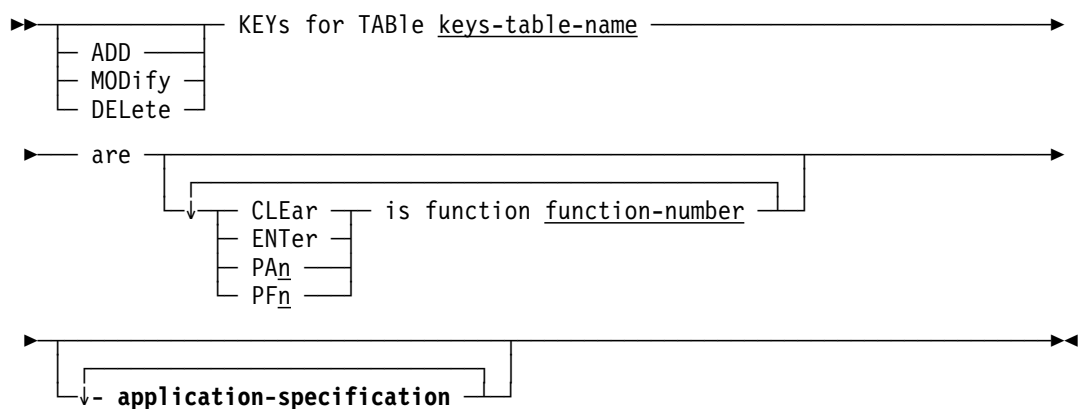 KEYs for TABle keys-table-name
ADD
MODify
DELete
are
CLEar is function function-number
ENTer
PAn
PFn
- application-specification